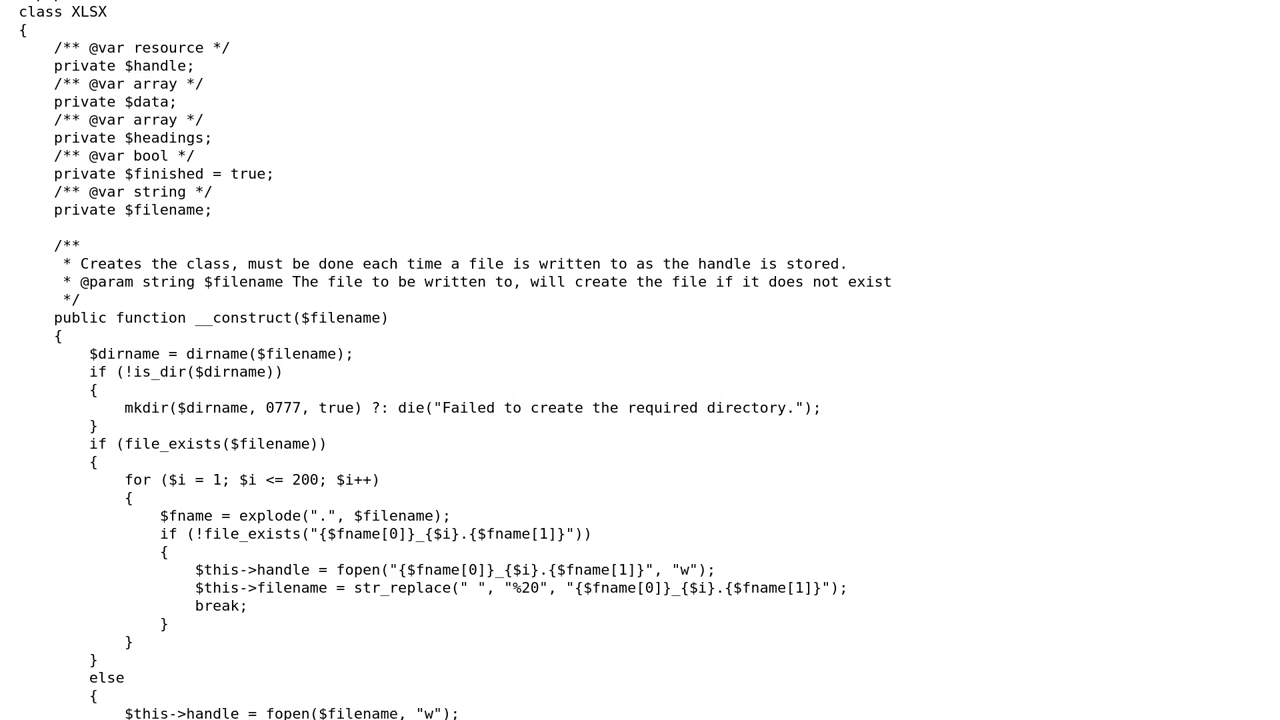 class XLSX
{
    /** @var resource */
    private $handle;
    /** @var array */
    private $data;
    /** @var array */
    private $headings;
    /** @var bool */
    private $finished = true;
    /** @var string */
    private $filename;

    /**
     * Creates the class, must be done each time a file is written to as the handle is stored.
     * @param string $filename The file to be written to, will create the file if it does not exist
     */
    public function __construct($filename)
    {
        $dirname = dirname($filename);
        if (!is_dir($dirname))
        {
            mkdir($dirname, 0777, true) ?: die("Failed to create the required directory.");
        }
        if (file_exists($filename))
        {
            for ($i = 1; $i <= 200; $i++)
            {
                $fname = explode(".", $filename);
                if (!file_exists("{$fname[0]}_{$i}.{$fname[1]}"))
                {
                    $this->handle = fopen("{$fname[0]}_{$i}.{$fname[1]}", "w");
                    $this->filename = str_replace(" ", "%20", "{$fname[0]}_{$i}.{$fname[1]}");
                    break;
                }
            }
        }
        else
        {
            $this->handle = fopen($filename, "w");